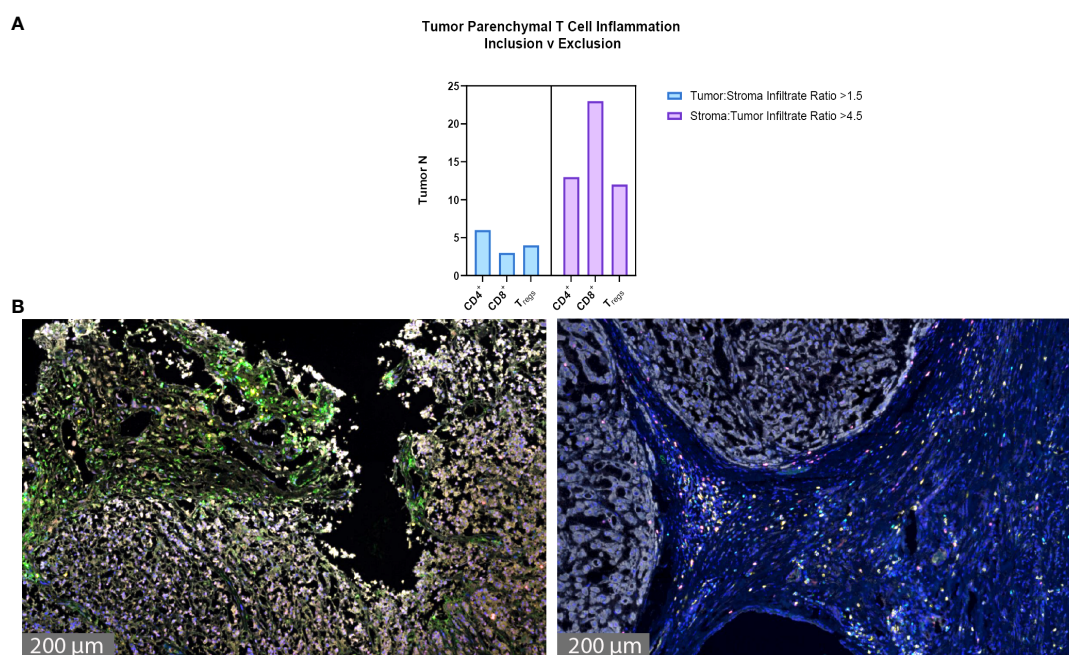 A
Tumor Parenchymal T Cell Inflammation
Inclusion v Exclusion
25
20
15
10
5
0
Tumor N
CD4+ CD8+ Tregs CD4+ CD8+ Tregs
Tumor:Stroma Infiltrate Ratio >1.5
Stroma:Tumor Infiltrate Ratio >4.5
B
200 µm
200 µm